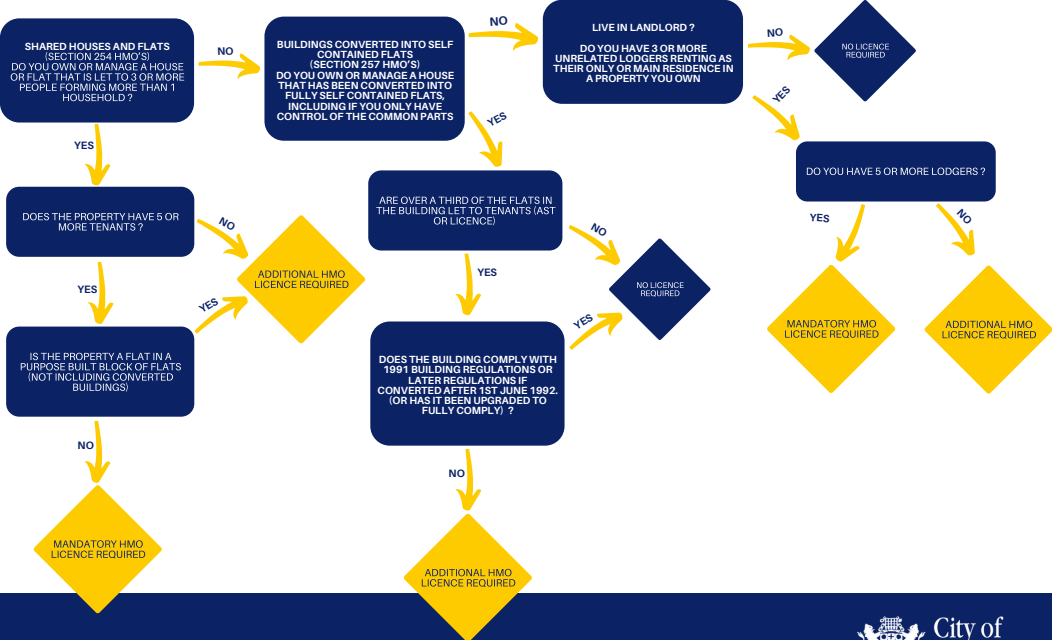 SHARED HOUSES AND FLATS
(SECTION 254 HMO'S)
DO YOU OWN OR MANAGE A HOUSE
OR FLAT THAT IS LET TO 3 OR MORE
PEOPLE FORMING MORE THAN 1
HOUSEHOLD ?
NO
BUILDINGS CONVERTED INTO SELF
CONTAINED FLATS
(SECTION 257 HMO'S)
DO YOU OWN OR MANAGE A HOUSE
THAT HAS BEEN CONVERTED INTO
FULLY SELF CONTAINED FLATS,
INCLUDING IF YOU ONLY HAVE
CONTROL OF THE COMMON PARTS
NO
LIVE IN LANDLORD ?
DO YOU HAVE 3 OR MORE
UNRELATED LODGERS RENTING AS
THEIR ONLY OR MAIN RESIDENCE IN
A PROPERTY YOU OWN
NO
NO LICENCE
REQUIRED
YES
YES
YES
DO YOU HAVE 5 OR MORE LODGERS ?
DOES THE PROPERTY HAVE 5 OR
MORE TENANTS ?
NO
ARE OVER A THIRD OF THE FLATS IN
THE BUILDING LET TO TENANTS (AST
OR LICENCE)
NO
YES
NO
YES
ADDITIONAL HMO
LICENCE REQUIRED
YES
NO LICENCE
REQUIRED
YES
YES
MANDATORY HMO
LICENCE REQUIRED
ADDITIONAL HMO
LICENCE REQUIRED
IS THE PROPERTY A FLAT IN A
PURPOSE BUILT BLOCK OF FLATS
(NOT INCLUDING CONVERTED
BUILDINGS)
DOES THE BUILDING COMPLY WITH
1991 BUILDING REGULATIONS OR
LATER REGULATIONS IF
CONVERTED AFTER 1ST JUNE 1992.
(OR HAS IT BEEN UPGRADED TO
FULLY COMPLY) ?
NO
NO
MANDATORY HMO
LICENCE REQUIRED
ADDITIONAL HMO
LICENCE REQUIRED
City of